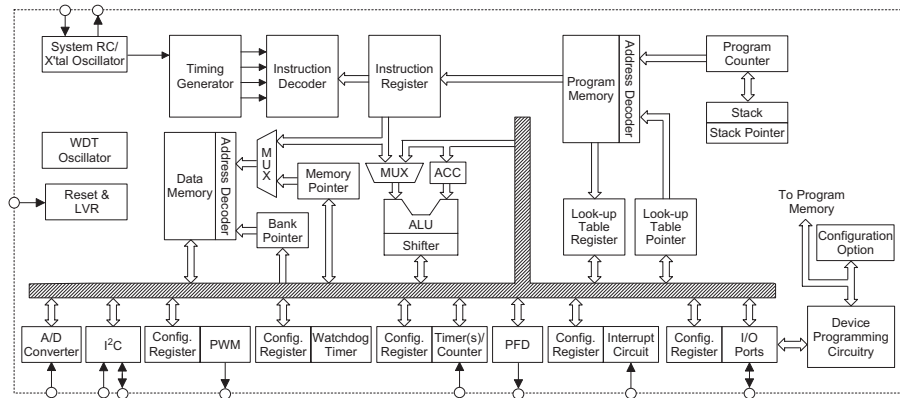 System RC/
X'tal Oscillator
Timing
Generator
Instruction
Decoder
Instruction
Register
Program
Memory
Address Decoder
Program
Counter
Stack
Stack Pointer
WDT
Oscillator
Reset &
LVR
Data
Memory
Address Decoder
MUX
Memory
Pointer
Bank
Pointer
MUX
ACC
ALU
Shifter
Look-up
Table
Register
Look-up
Table
Pointer
To Program
Memory
Configuration
Option
Device
Programming
Circuitry
A/D
Converter
I²C
Config.
Register
PWM
Config.
Register
Watchdog
Timer
Config.
Register
Timer(s)/
Counter
PFD
Config.
Register
Interrupt
Circuit
Config.
Register
I/O
Ports